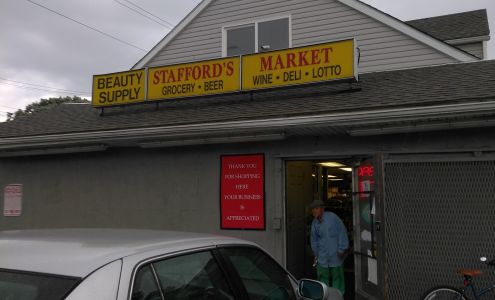 BEAUTY
SUPPLY
STAFFORD'S
GROCERY • BEER
MARKET
WINE • DELI • LOTTO
THANK YOU
FOR SHOPPING
HERE
YOUR BUSINESS
IS
APPRECIATED